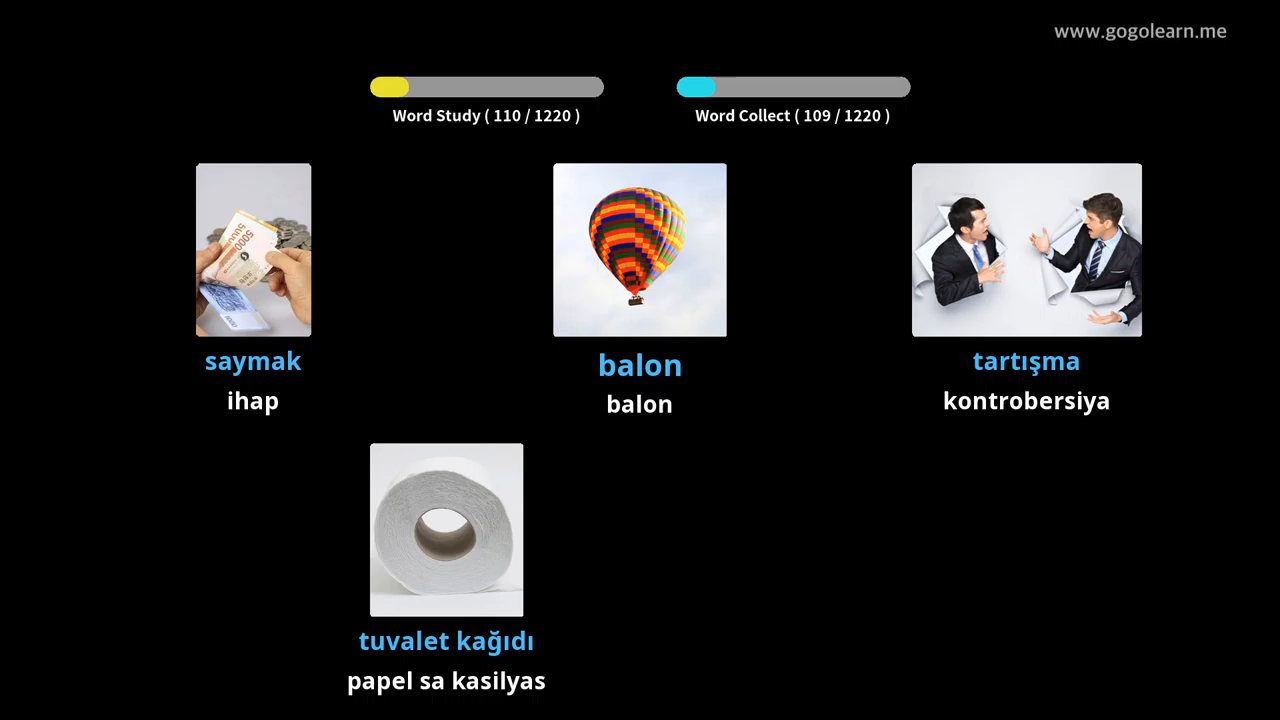 www.gogolearn.me
Word Study ( 110 / 1220 )
Word Collect ( 109 / 1220 )
saymak
ihap
balon
balon
tartışma
kontrobersiya
tuvalet kağıdı
papel sa kasilyas